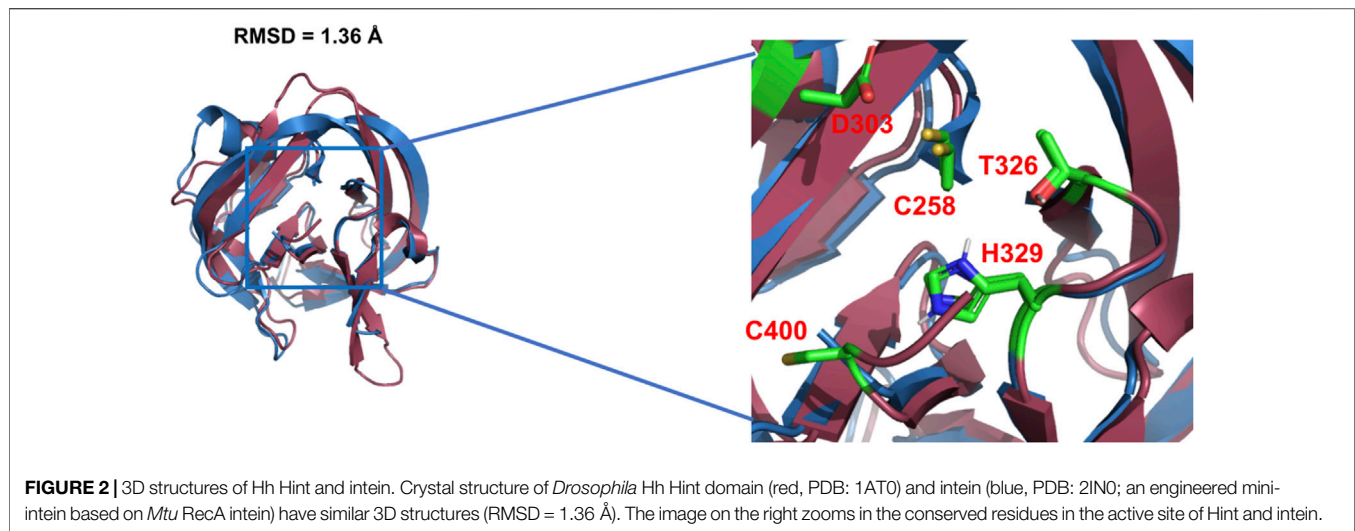 RMSD = 1.36 Å
D303
C258
T326
H329
C400
FIGURE 2 | 3D structures of Hh Hint and intein. Crystal structure of Drosophila Hh Hint domain (red, PDB: 1AT0) and intein (blue, PDB: 2IN0; an engineered mini-
intein based on Mtu RecA intein) have similar 3D structures (RMSD = 1.36 Å). The image on the right zooms in the conserved residues in the active site of Hint and intein.